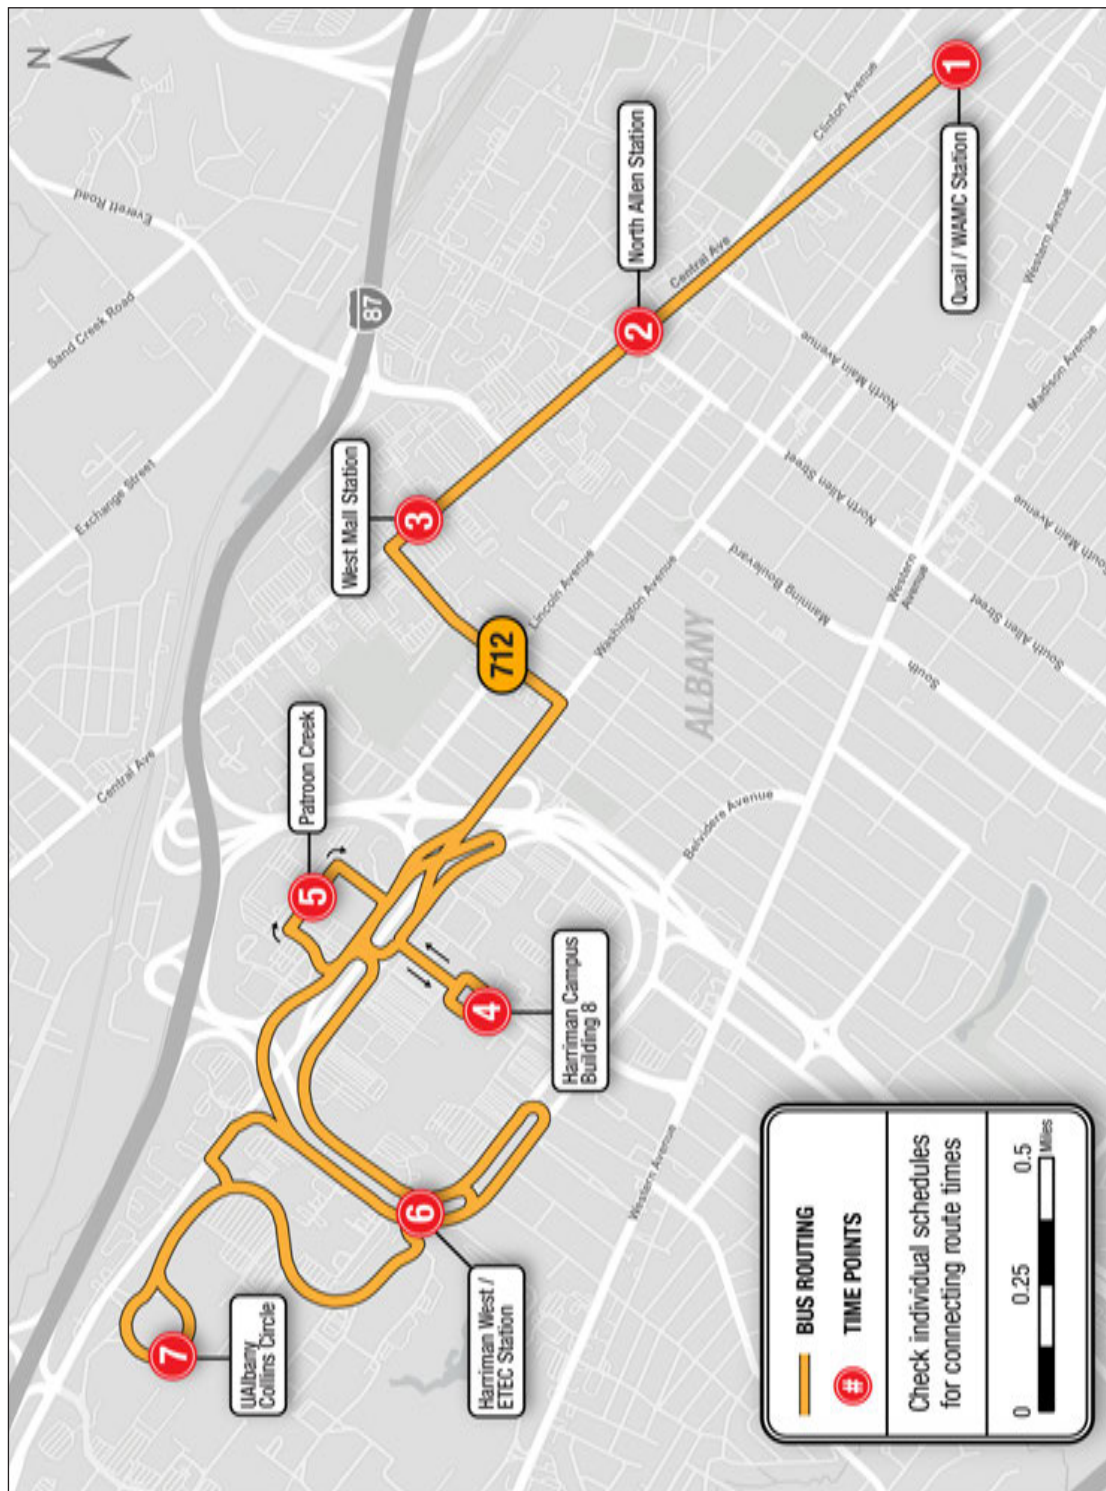 N
Everett Road
Sand Creek Road
Exchange Street
87
Central Ave
Clinton Avenue
1
Quail / WAMC Station
North Allen Station
2
Central Ave
West Mall Station
3
712
Lincoln Avenue
Washington Avenue
North Main Avenue
North Allen Street
Manning Boulevard
South
Western Avenue
Madison Avenue
Western
Avenue
South Main Avenue
South Allen Street
South
ALBANY
Belvidere Avenue
Western Avenue
Patroon Creek
5
4
Harriman Campus
Building 8
6
Harriman West /
ETEC Station
7
UAlbany
Collins Circle
BUS ROUTING
# TIME POINTS
Check individual schedules
for connecting route times
0 0.25 0.5
Miles